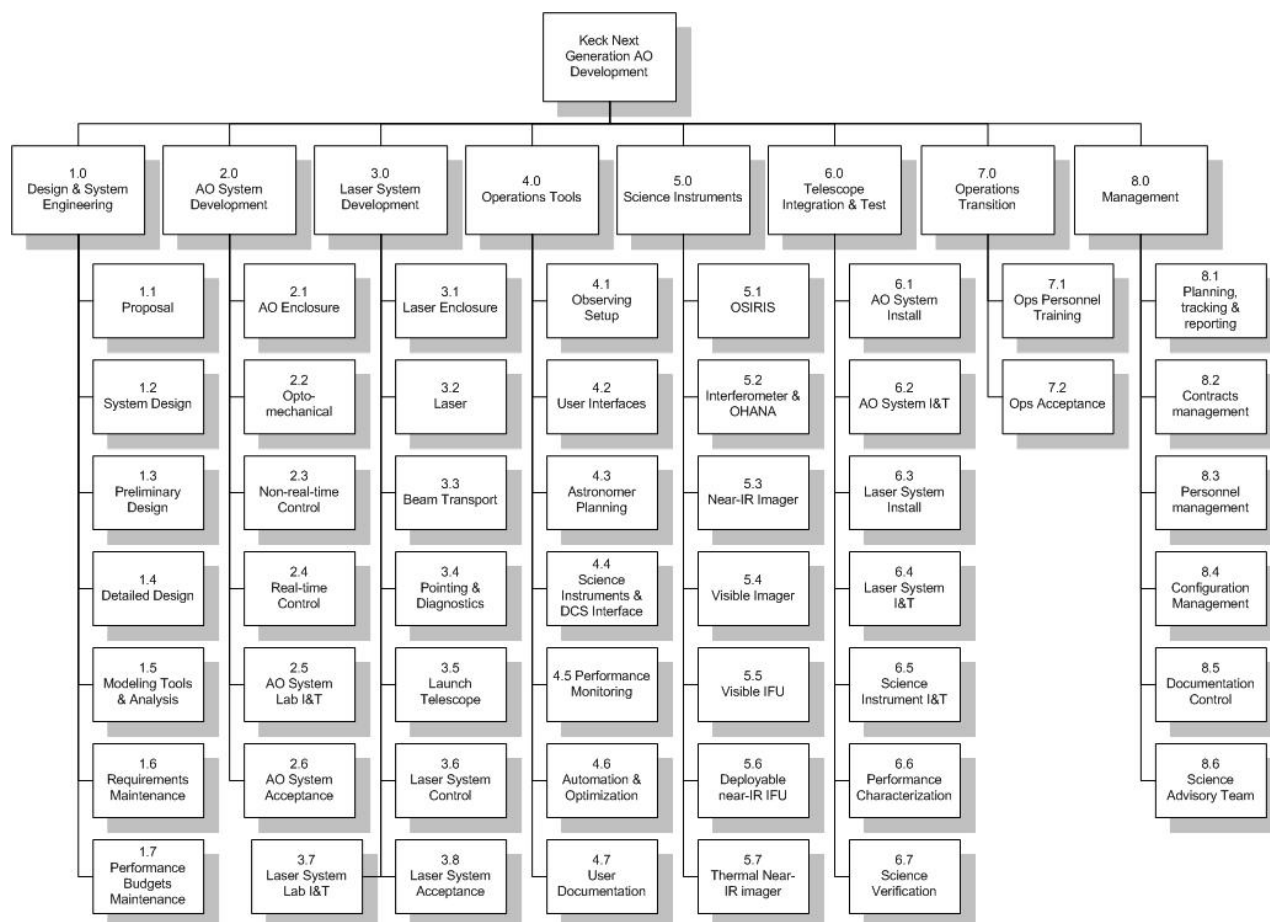 Keck Next
Generation AO
Development
1.0
Design & System
Engineering
2.0
AO System
Development
3.0
Laser System
Development
4.0
Operations Tools
5.0
Science Instruments
6.0
Telescope
Integration & Test
7.0
Operations
Transition
8.0
Management
1.1
Proposal
1.2
System Design
1.3
Preliminary
Design
1.4
Detailed Design
1.5
Modeling Tools
& Analysis
1.6
Requirements
Maintenance
1.7
Performance
Budgets
Maintenance
2.1
AO Enclosure
2.2
Opto-
mechanical
2.3
Non-real-time
Control
2.4
Real-time
Control
2.5
AO System
Lab I&T
2.6
AO System
Acceptance
3.1
Laser Enclosure
3.2
Laser
3.3
Beam Transport
3.4
Pointing &
Diagnostics
3.5
Launch
Telescope
3.6
Laser System
Control
3.7
Laser System
Lab I&T
3.8
Laser System
Acceptance
4.1
Observing
Setup
4.2
User Interfaces
4.3
Astronomer
Planning
4.4
Science
Instruments &
DCS Interface
4.5 Performance
Monitoring
4.6
Automation &
Optimization
4.7
User
Documentation
5.1
OSIRIS
5.2
Interferometer &
OHANA
5.3
Near-IR Imager
5.4
Visible Imager
5.5
Visible IFU
5.6
Deployable
near-IR IFU
5.7
Thermal Near-
IR imager
6.1
AO System
Install
6.2
AO System I&T
6.3
Laser System
Install
6.4
Laser System
I&T
6.5
Science
Instrument I&T
6.6
Performance
Characterization
6.7
Science
Verification
7.1
Ops Personnel
Training
7.2
Ops Acceptance
8.1
Planning,
tracking &
reporting
8.2
Contracts
management
8.3
Personnel
management
8.4
Configuration
Management
8.5
Documentation
Control
8.6
Science
Advisory Team